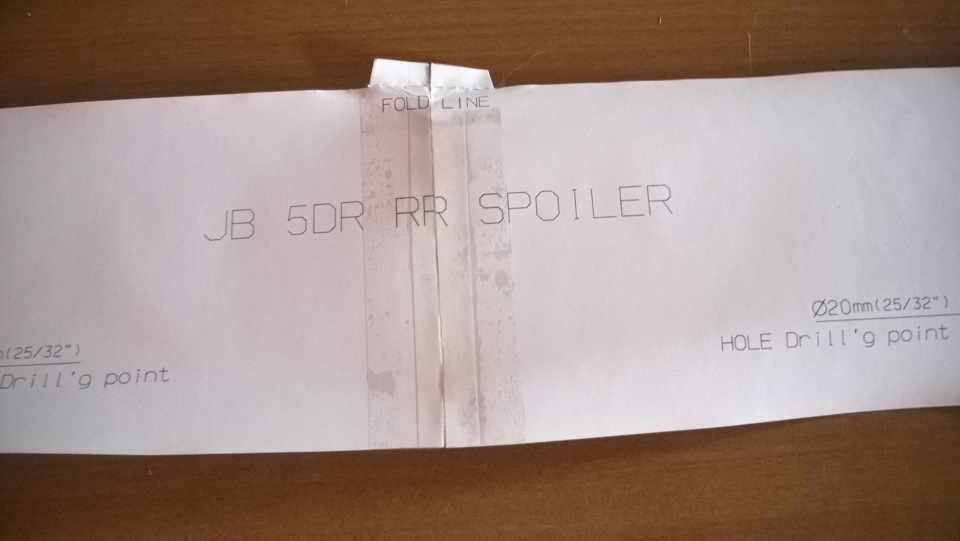 FOLD LINE
JB 5DR RR SPOILER
Ø20mm(25/32")
HOLE Drill'g point
(25/32")
Drill'g point